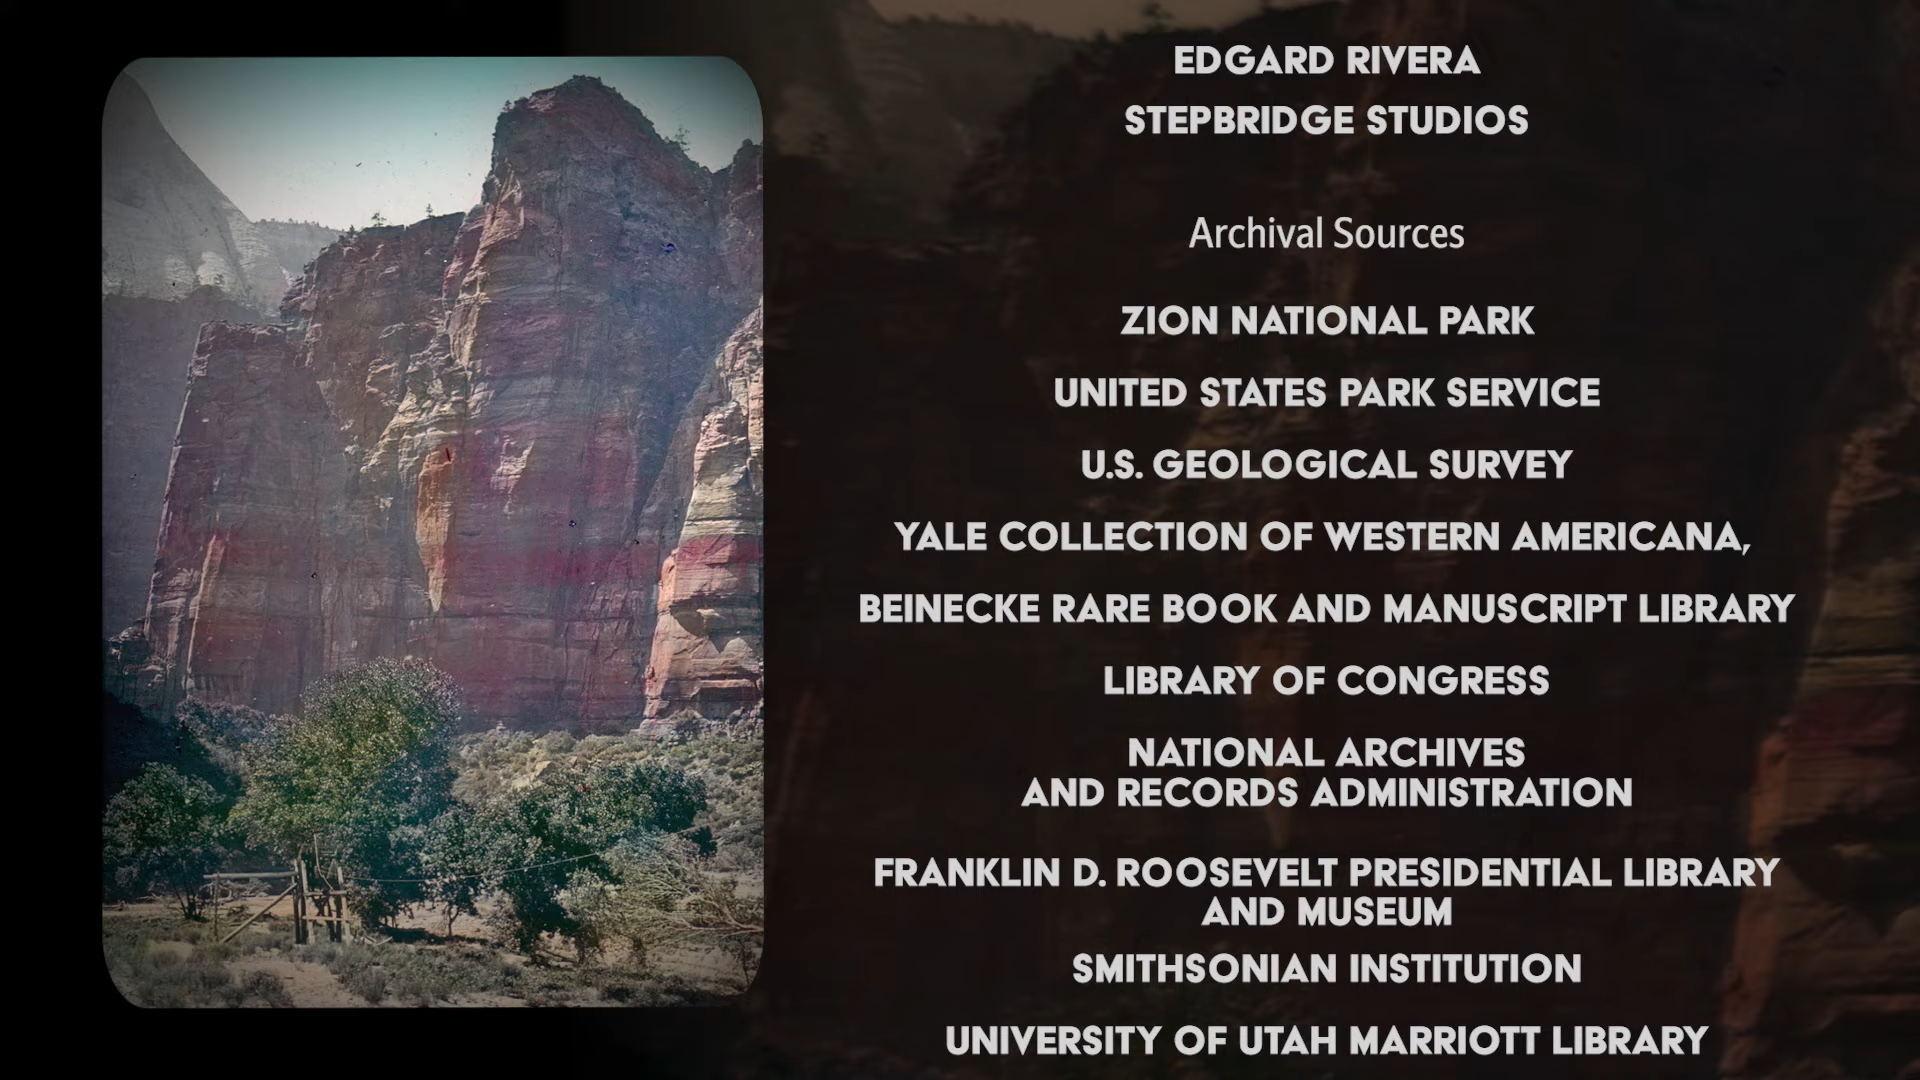 EDGARD RIVERA
STEPBRIDGE STUDIOS
Archival Sources
ZION NATIONAL PARK
UNITED STATES PARK SERVICE
U.S. GEOLOGICAL SURVEY
YALE COLLECTION OF WESTERN AMERICANA,
BEINECKE RARE BOOK AND MANUSCRIPT LIBRARY
LIBRARY OF CONGRESS
NATIONAL ARCHIVES
AND RECORDS ADMINISTRATION
FRANKLIN D. ROOSEVELT PRESIDENTIAL LIBRARY
AND MUSEUM
SMITHSONIAN INSTITUTION
UNIVERSITY OF UTAH MARRIOTT LIBRARY